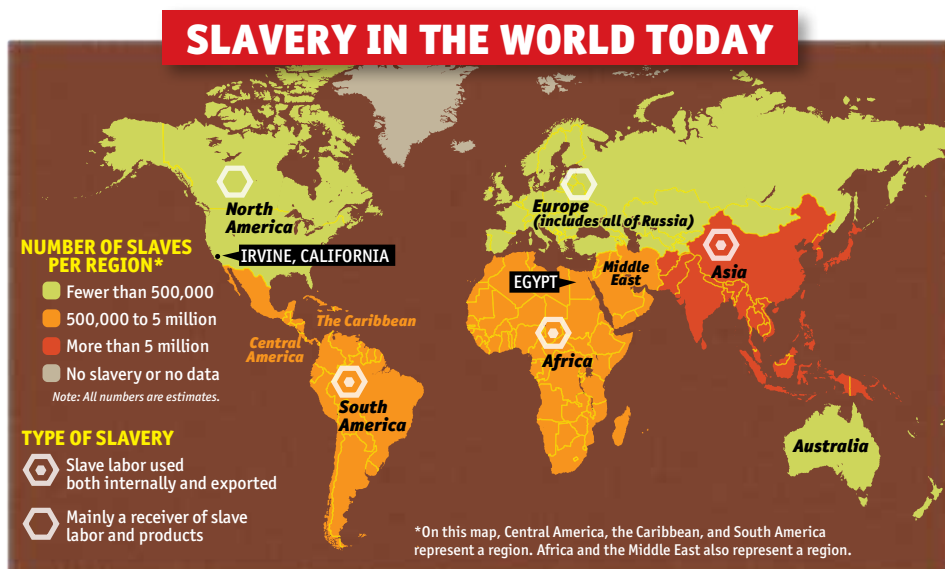 SLAVERY IN THE WORLD TODAY
North
America
Europe
(includes all of Russia)
NUMBER OF SLAVES
PER REGION*
Fewer than 500,000
500,000 to 5 million
More than 5 million
No slavery or no data
Note: All numbers are estimates.
IRVINE, CALIFORNIA
EGYPT
Middle
East
Asia
The Caribbean
Central
America
Africa
South
America
Australia
TYPE OF SLAVERY
Slave labor used
both internally and exported
Mainly a receiver of slave
labor and products
*On this map, Central America, the Caribbean, and South America
represent a region. Africa and the Middle East also represent a region.